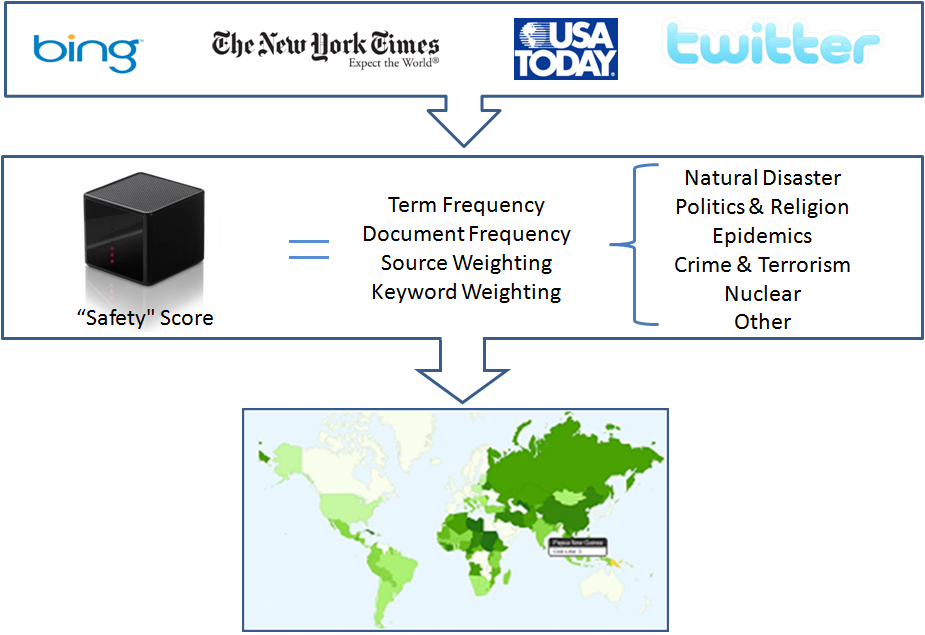 bing™
The New York Times
Expect the World®
USA
TODAY.
twitter
Term Frequency
Document Frequency
Source Weighting
Keyword Weighting
“Safety" Score
Natural Disaster
Politics & Religion
Epidemics
Crime & Terrorism
Nuclear
Other
Papua New Guinea